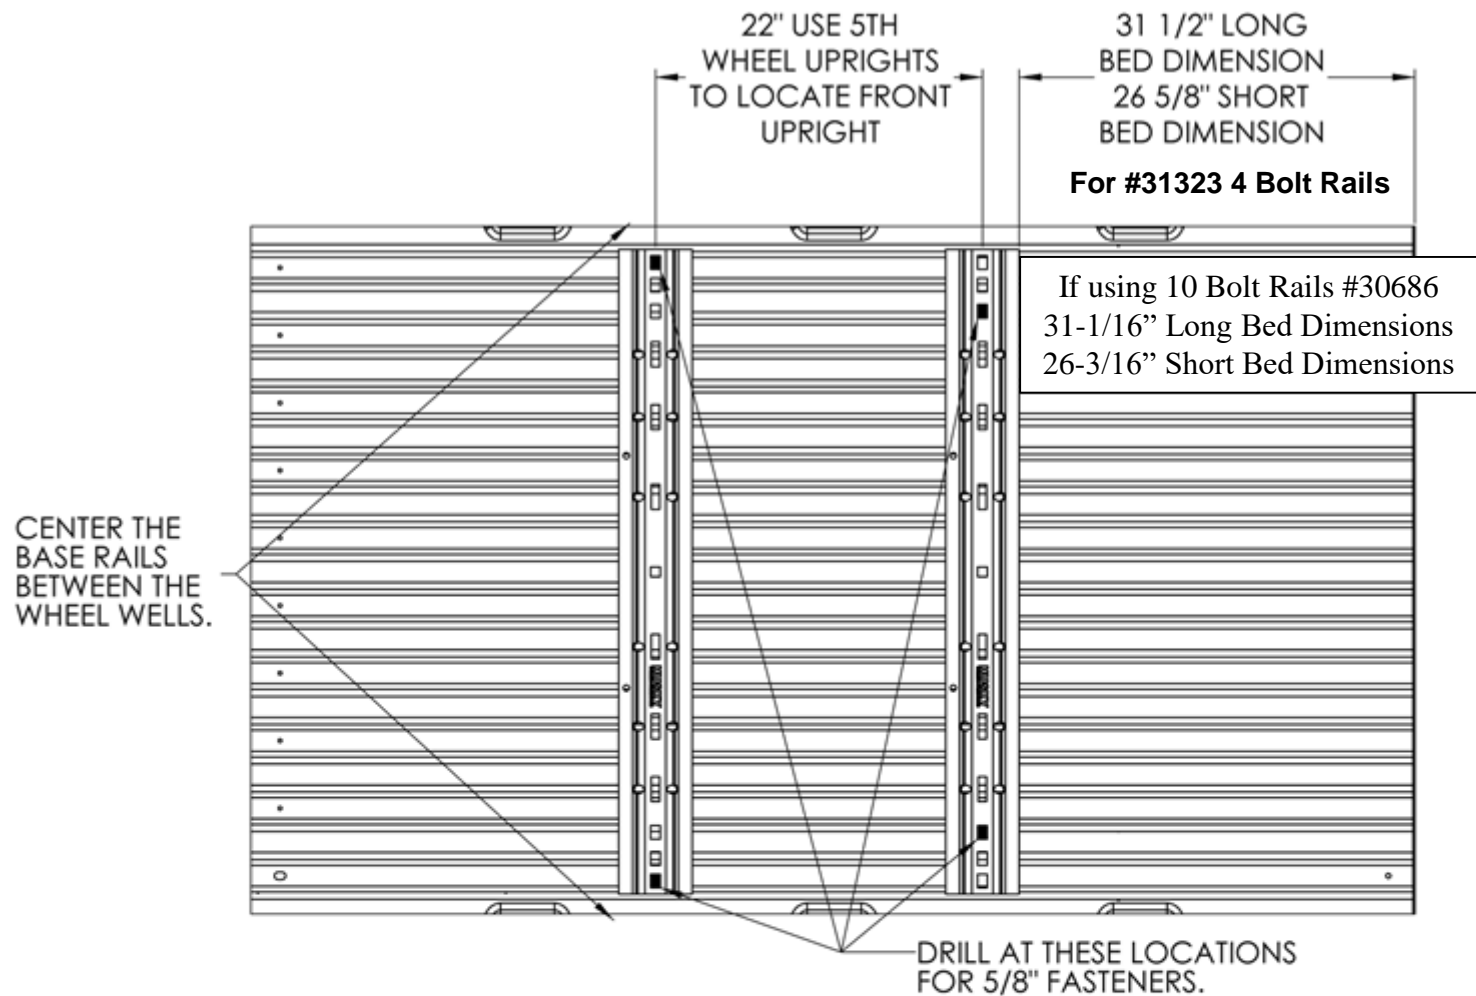 22" USE 5TH
WHEEL UPRIGHTS
TO LOCATE FRONT
UPRIGHT
31 1/2" LONG
BED DIMENSION
26 5/8" SHORT
BED DIMENSION
For #31323 4 Bolt Rails
If using 10 Bolt Rails #30686
31-1/16” Long Bed Dimensions
26-3/16” Short Bed Dimensions
CENTER THE
BASE RAILS
BETWEEN THE
WHEEL WELLS.
DRILL AT THESE LOCATIONS
FOR 5/8" FASTENERS.